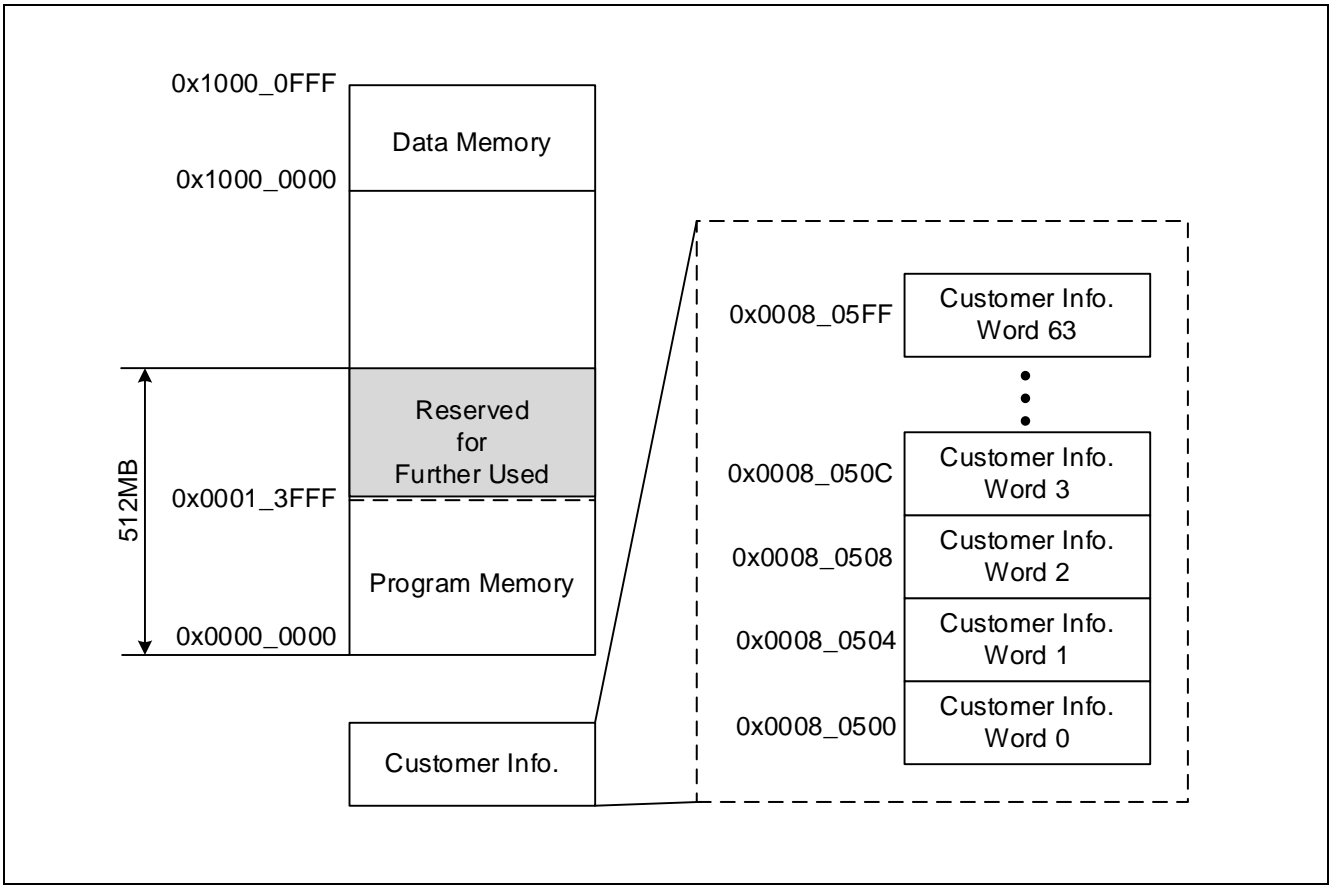 0x1000_0FFF
Data Memory
0x1000_0000
Reserved
for
Further Used
512MB
0x0001_3FFF
Program Memory
0x0000_0000
Customer Info.
0x0008_05FF
Customer Info.
Word 63
0x0008_050C
Customer Info.
Word 3
0x0008_0508
Customer Info.
Word 2
0x0008_0504
Customer Info.
Word 1
0x0008_0500
Customer Info.
Word 0